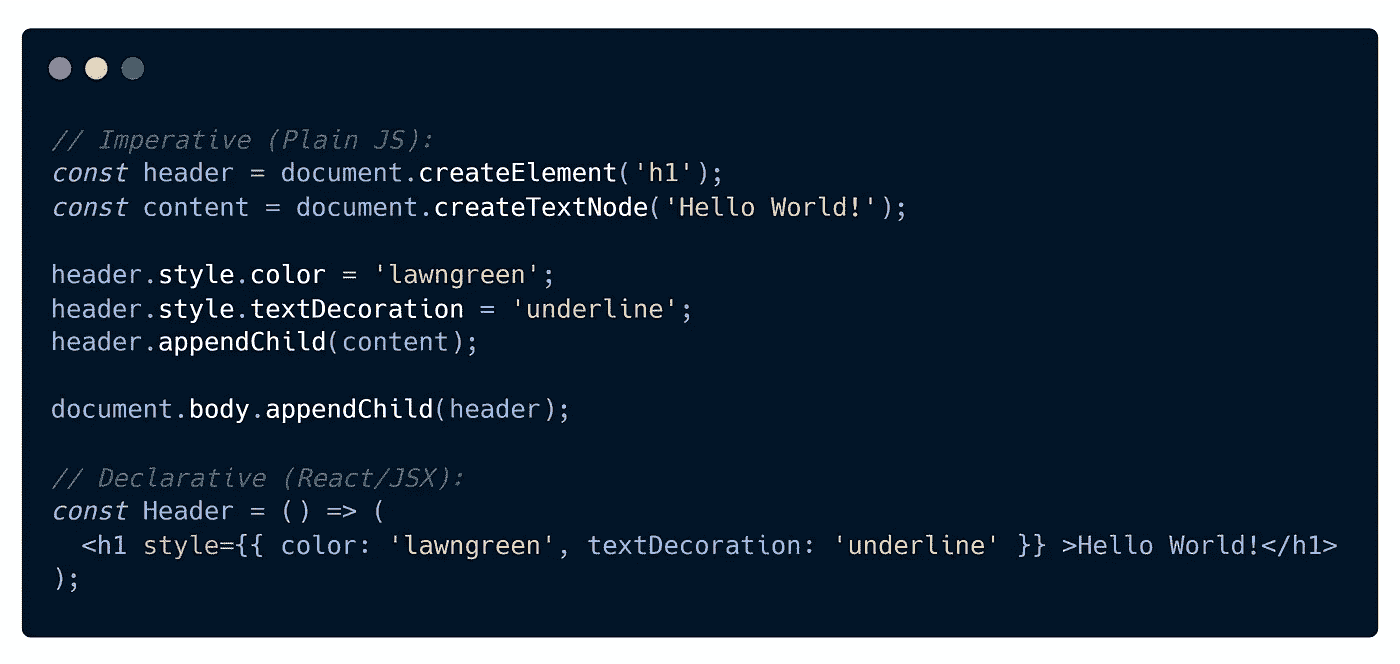 // Imperative (Plain JS):
const header = document.createElement('h1');
const content = document.createTextNode('Hello World!');
header.style.color = 'lawngreen';
header.style.textDecoration = 'underline';
header.appendChild(content);
document.body.appendChild(header);
// Declarative (React/JSX):
const Header = () => (
  <h1 style={{ color: 'lawngreen', textDecoration: 'underline' }} >Hello World!</h1>
);